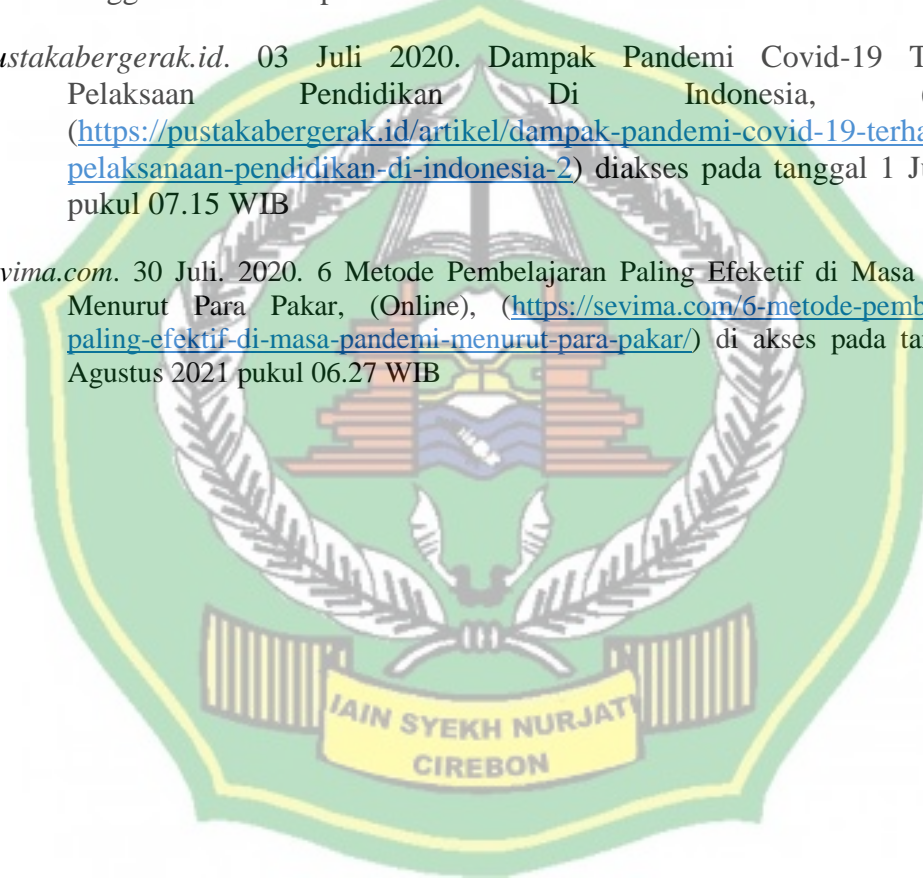 ustakabergerak.id. 03 Juli 2020. Dampak Pandemi Covid-19 T
Pelaksaan Pendidikan Di Indonesia, (
(https://pustakabergerak.id/artikel/dampak-pandemi-covid-19-terha
pelaksanaan-pendidikan-di-indonesia-2) diakses pada tanggal 1 Ju
pukul 07.15 WIB
vima.com. 30 Juli. 2020. 6 Metode Pembelajaran Paling Efeketif di Masa
Menurut Para Pakar, (Online), (https://sevima.com/6-metode-pemb
paling-efektif-di-masa-pandemi-menurut-para-pakar/) di akses pada ta
Agustus 2021 pukul 06.27 WIB
IAIN SYEKH NURJATI
CIREBON